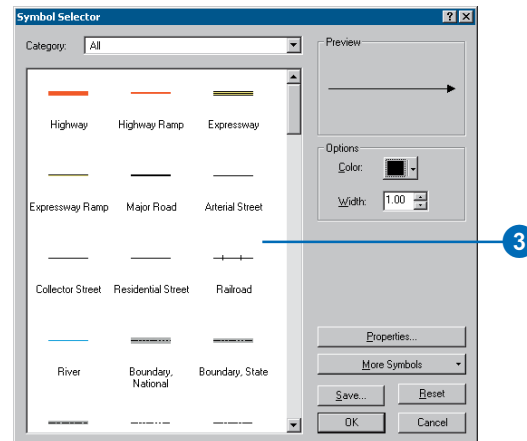 Symbol Selector
Category: All
Preview
Highway Highway Ramp Expressway
Options
Color:
Width: 1.00
Expressway Ramp Major Road Arterial Street
3
Collector Street Residential Street Railroad
River Boundary, National Boundary, State
Properties...
More Symbols
Save... Reset
OK Cancel